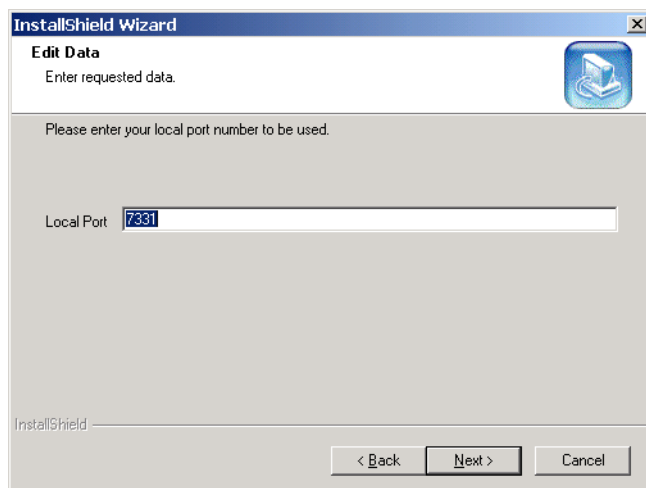 InstallShield Wizard
Edit Data
Enter requested data.
Please enter your local port number to be used.
Local Port 7331
InstallShield
< Back Next > Cancel